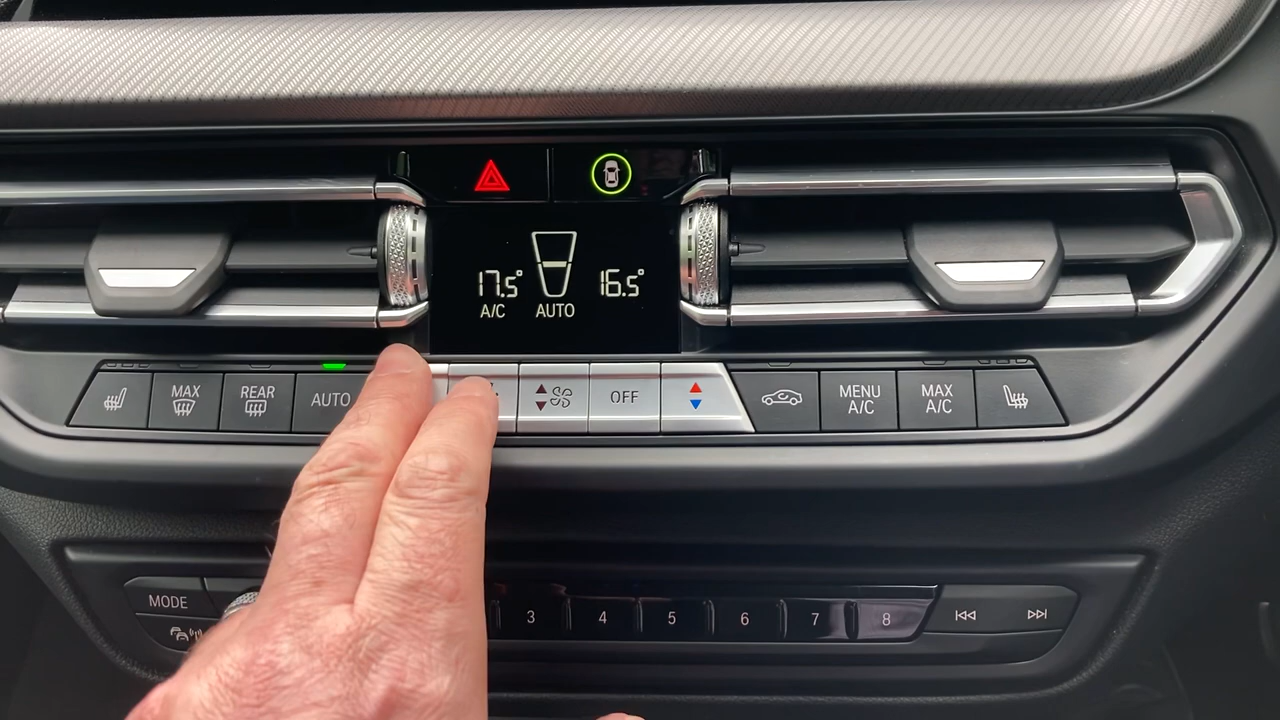 17.5° 16.5°
A/C AUTO
MAX REAR AUTO OFF MENU A/C MAX A/C
MODE 3 4 5 6 7 8